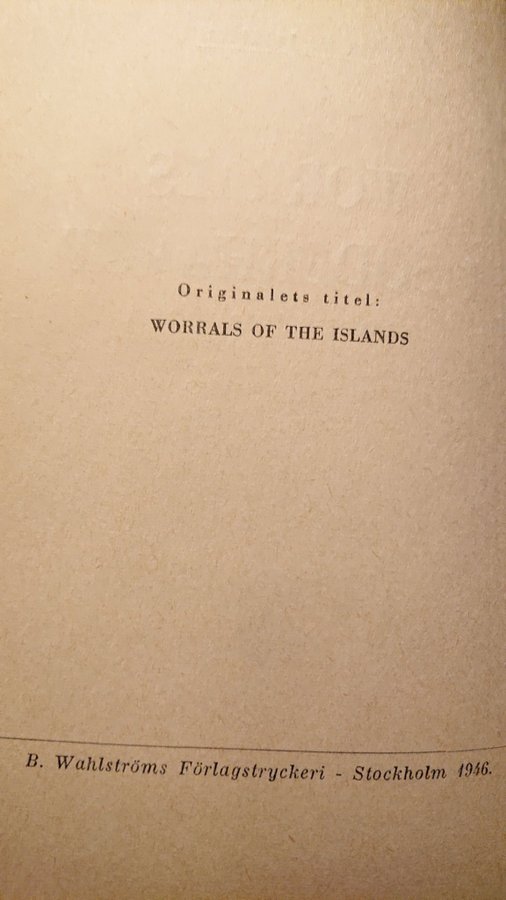 Originalets titel:
WORRALS OF THE ISLANDS
B. Wahlströms Förlagstryckeri - Stockholm 1946.